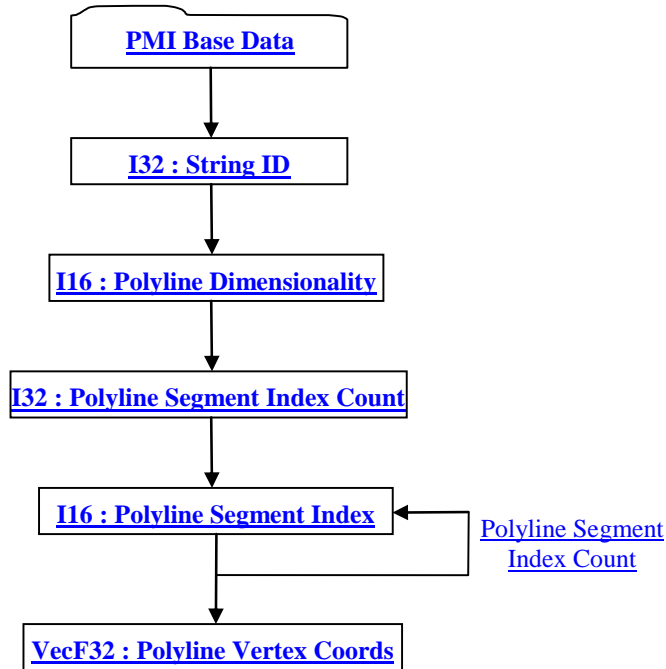 PMI Base Data
I32 : String ID
I16 : Polyline Dimensionality
I32 : Polyline Segment Index Count
I16 : Polyline Segment Index
Polyline Segment
Index Count
VecF32 : Polyline Vertex Coords